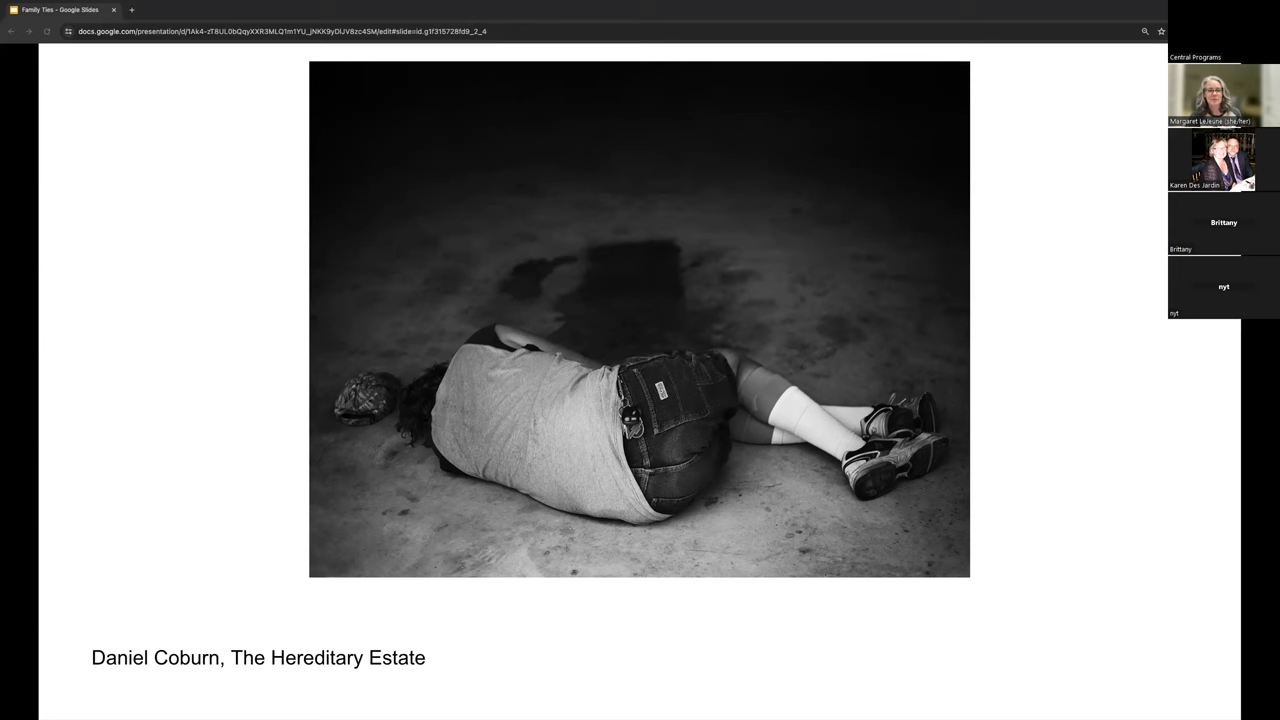 Family Ties - Google Slides
docs.google.com/presentation/d/1Ak4-zT8UL0bQqyXXR3MLQ1m1YU_jNKK9yDlJV8zc4SM/edit#slide=id.g1f315728fd9_2_4
Central Programs
Margaret LeJeune (she/her)
Karen Des Jardin
Brittany
Brittany
nyt
nyt
Daniel Coburn, The Hereditary Estate